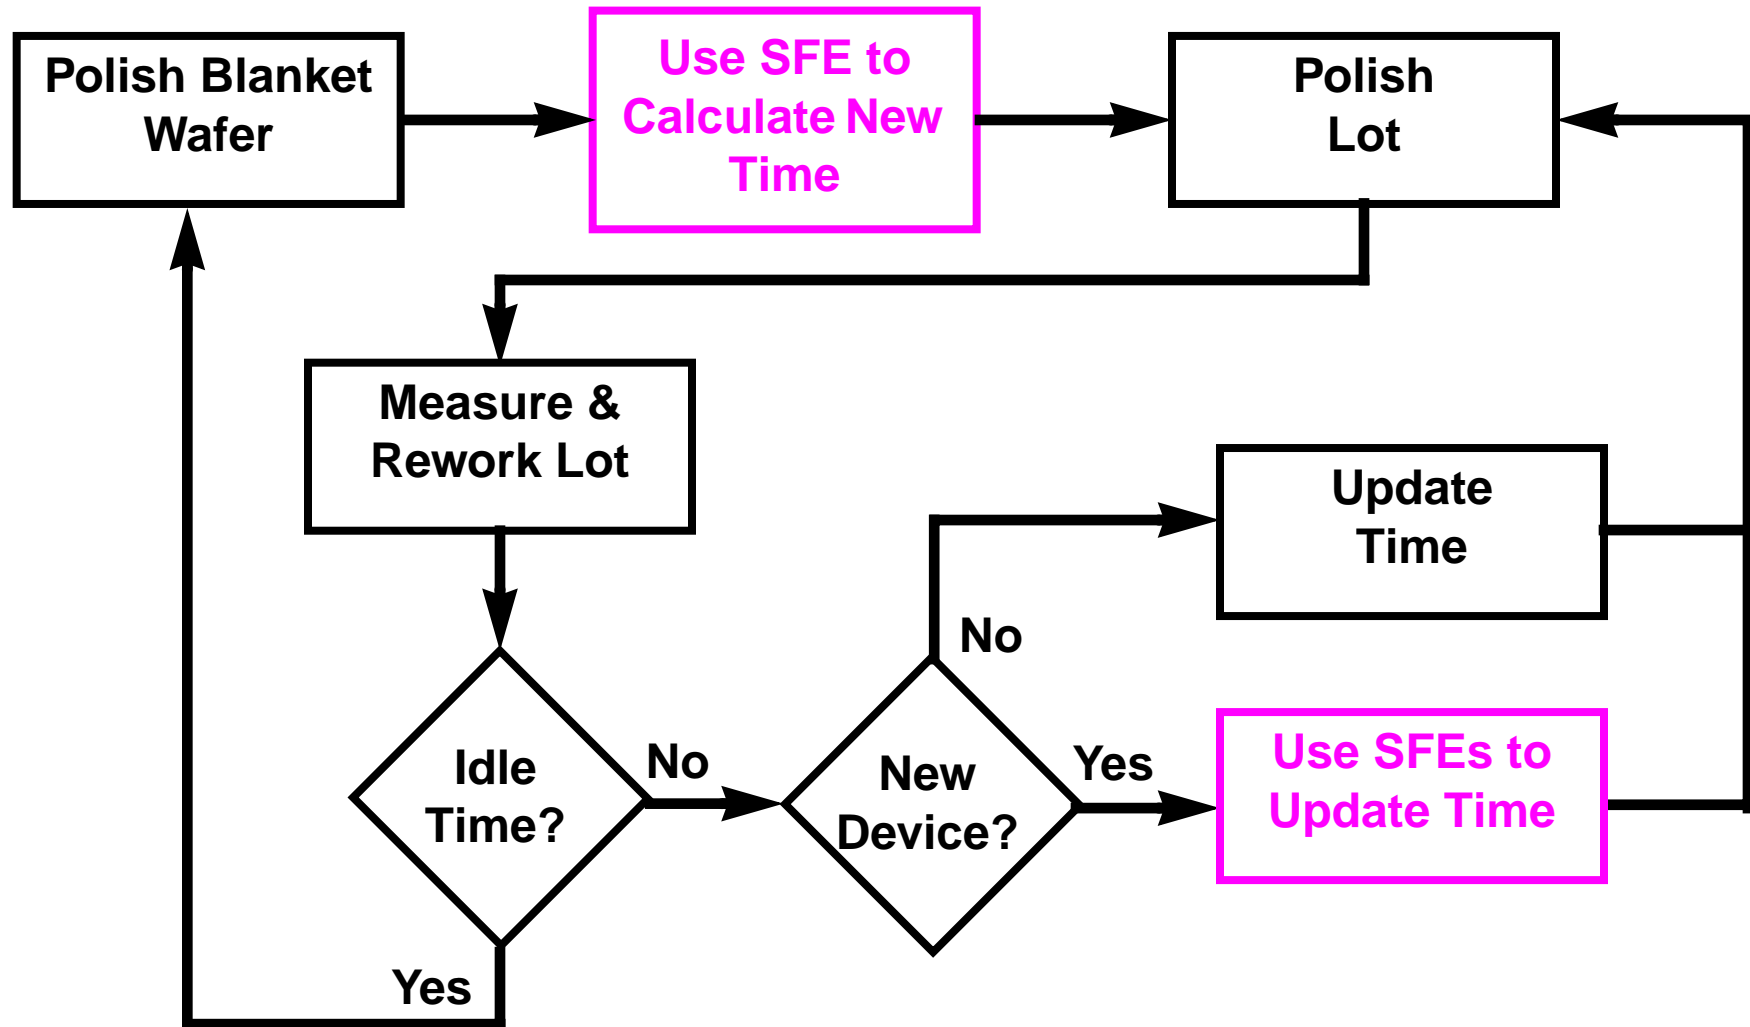 Polish Blanket
Wafer
Use SFE to
Calculate New
Time
Polish
Lot
Measure &
Rework Lot
Update
Time
No
Idle
Time?
No
New
Device?
Yes
Use SFEs to
Update Time
Yes